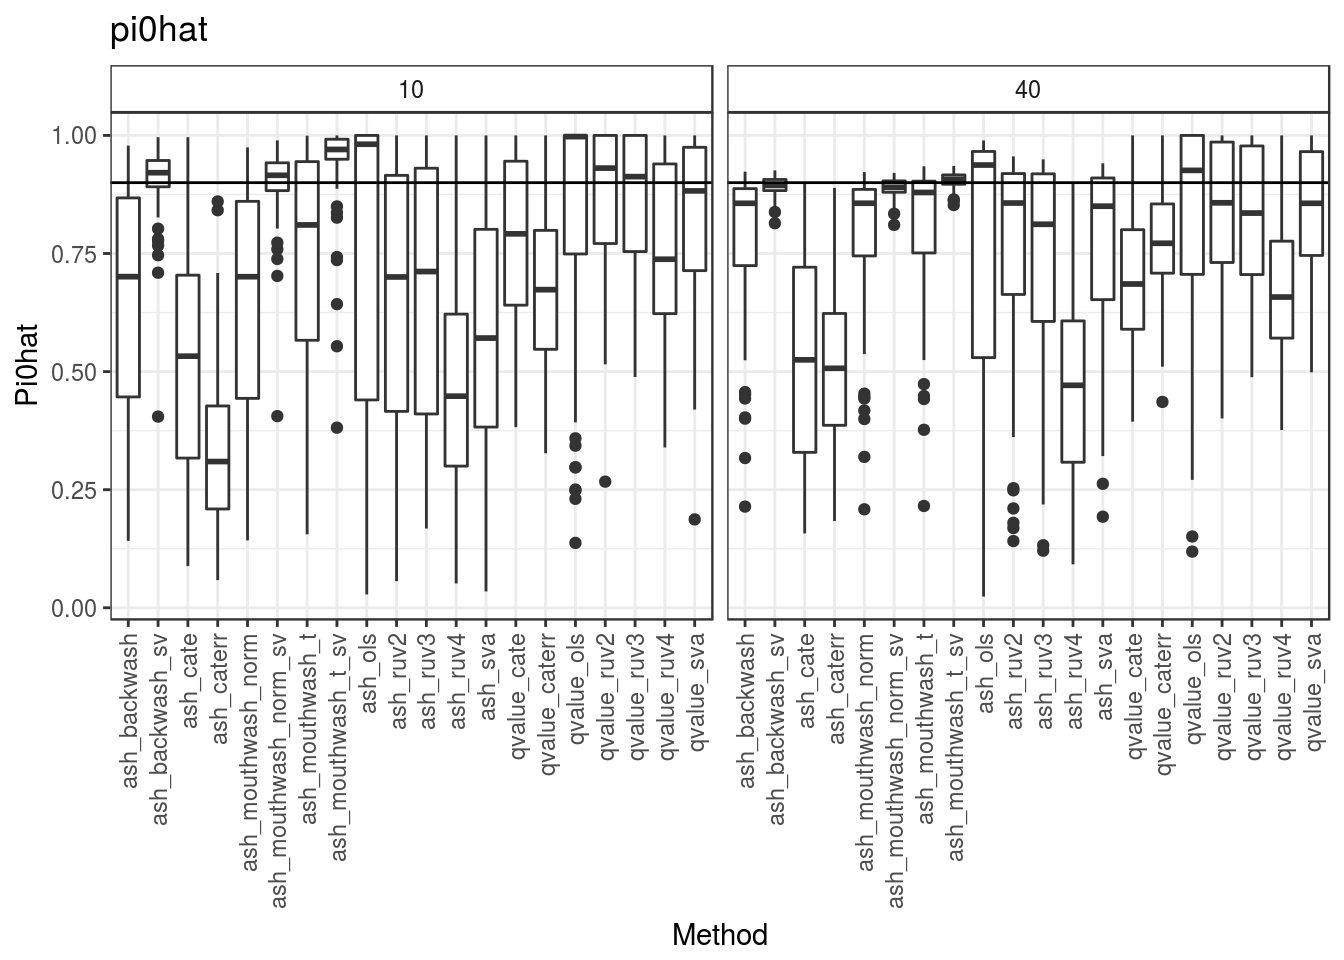 pi0hat
10
40
Pi0hat
1.00
0.75
0.50
0.25
0.00
ash_backwash
ash_backwash_sv
ash_cate
ash_caterr
ash_mouthwash_norm
ash_mouthwash_norm_sv
ash_mouthwash_t
ash_mouthwash_t_sv
ash_ols
ash_ruv2
ash_ruv3
ash_ruv4
ash_sva
qvalue_cate
qvalue_caterr
qvalue_ols
qvalue_ruv2
qvalue_ruv3
qvalue_ruv4
qvalue_sva
ash_backwash
ash_backwash_sv
ash_cate
ash_caterr
ash_mouthwash_norm
ash_mouthwash_norm_sv
ash_mouthwash_t
ash_mouthwash_t_sv
ash_ols
ash_ruv2
ash_ruv3
ash_ruv4
ash_sva
qvalue_cate
qvalue_caterr
qvalue_ols
qvalue_ruv2
qvalue_ruv3
qvalue_ruv4
qvalue_sva
Method